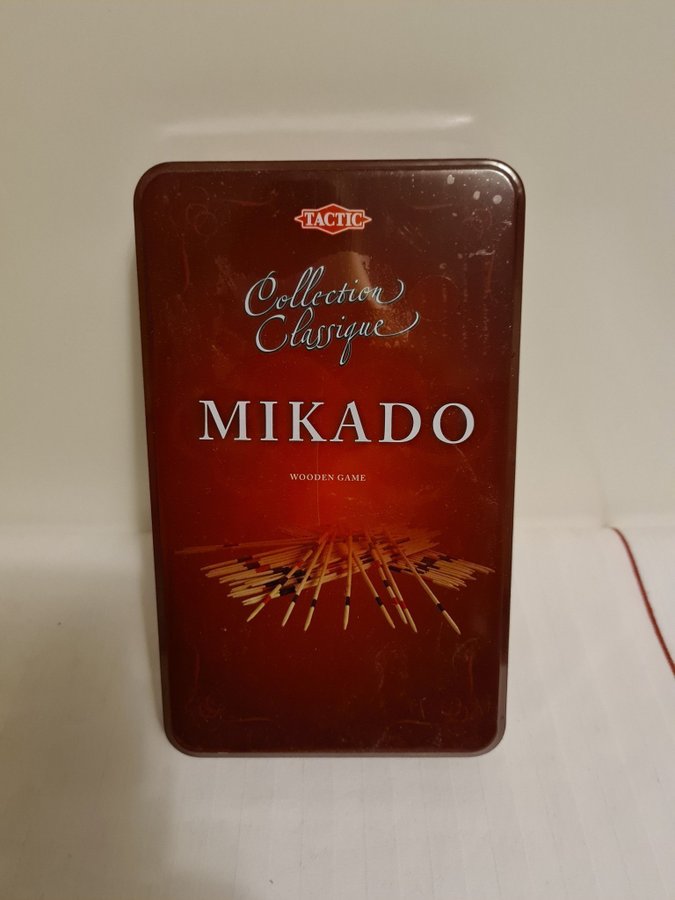 TACTIC
Collection
Classique
MIKADO
WOODEN GAME